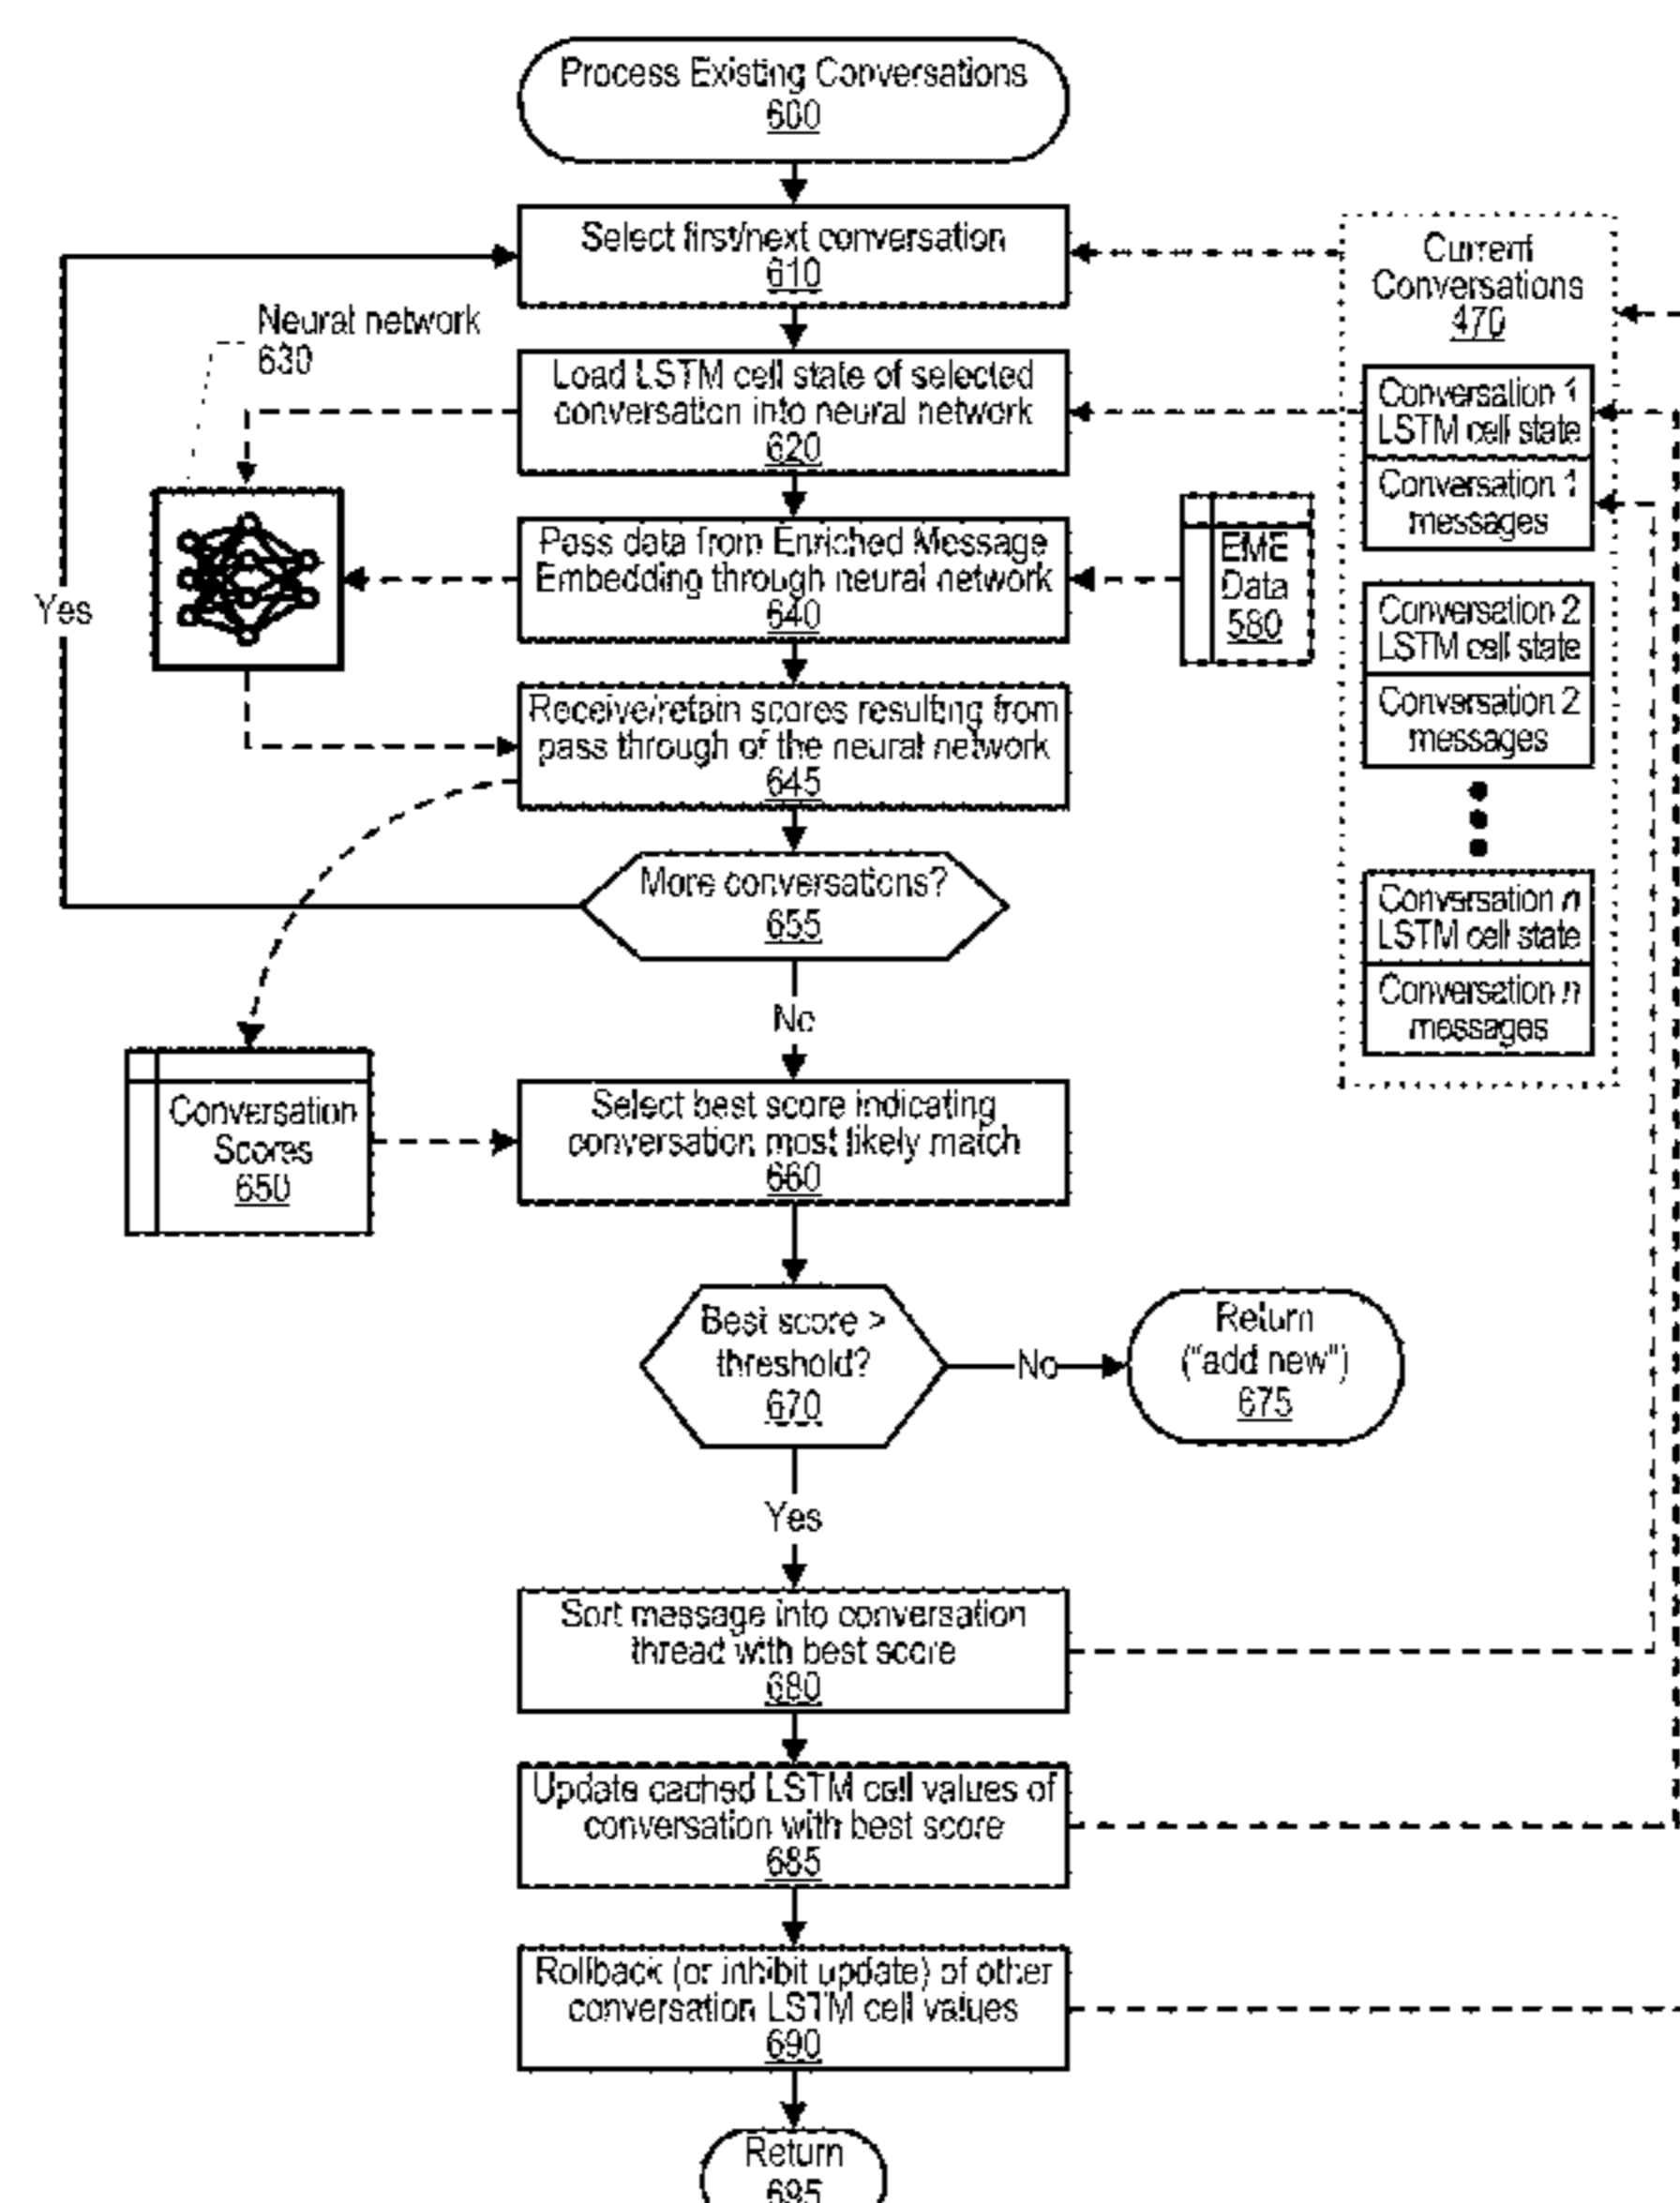 Process Existing Conversations
600
Select first/next conversation
610
Neural network
630
Load LSTM cell state of selected
conversation into neural network
620
Pass data from Enriched Message
Embedding through neural network
640
EME
Data
580
Receive/retain scores resulting from
pass through of the neural network
645
Yes
More conversations?
655
No
Conversation
Scores
650
Select best score indicating
conversation most likely match
660
Best score >
threshold?
670
No
Return
("add new")
675
Yes
Sort message into conversation
thread with best score
680
Update cached LSTM cell values of
conversation with best score
685
Rollback (or inhibit update) of other
conversation LSTM cell values
690
Return
695
Current
Conversations
470
Conversation 1
LSTM cell state
Conversation 1
messages
Conversation 2
LSTM cell state
Conversation 2
messages
Conversation n
LSTM cell state
Conversation n
messages